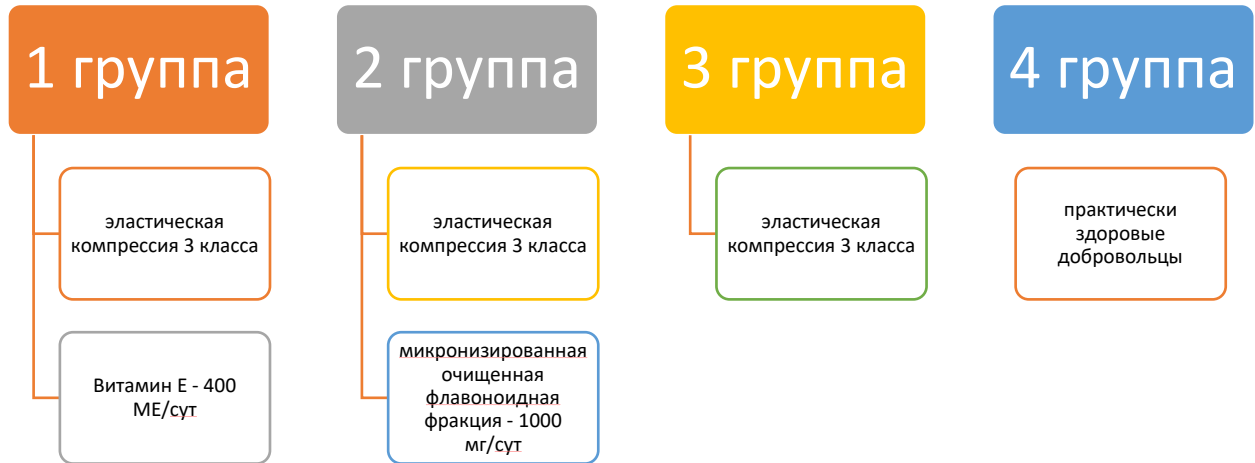 1 группа
эластическая
компрессия 3 класса
Витамин Е - 400
МЕ/сут
2 группа
эластическая
компрессия 3 класса
микронизированная
очищенная
флавоноидная
фракция - 1000
мг/сут
3 группа
эластическая
компрессия 3 класса
4 группа
практически
здоровые
добровольцы